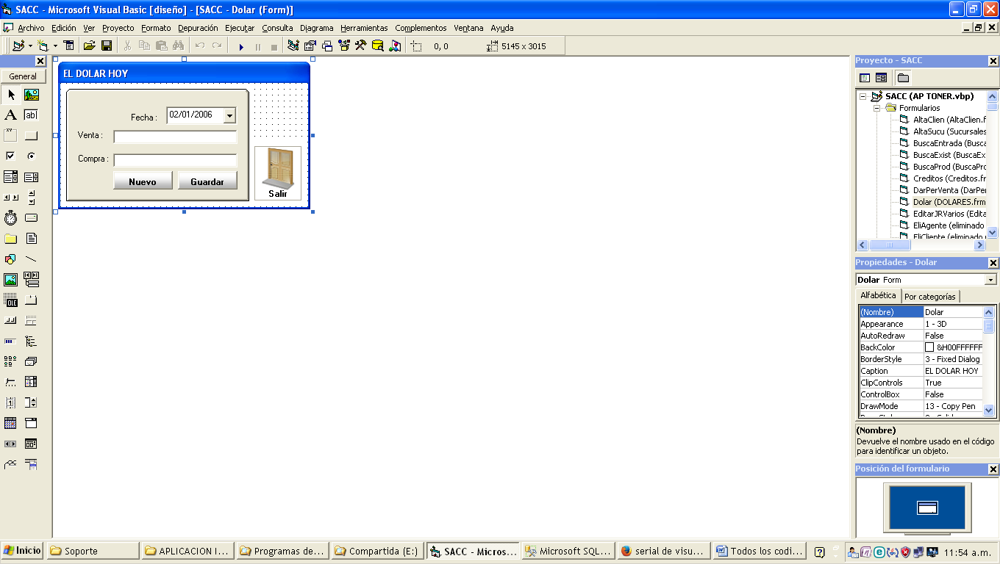 SACC - Microsoft Visual Basic [diseño] - [SACC - Dolar (Form)]
Archivo Edición Ver Proyecto Formato Depuración Ejecutar Consulta Diagrama Herramientas Complementos Ventana Ayuda
0, 0 5145 x 3015
General
A ab|
xv
OLE
EL DOLAR HOY
Fecha : 02/01/2006
Venta :
Compra :
Nuevo Guardar
Salir
Proyecto - SACC
SACC (AP TONER.vbp)
Formularios
AltaClien (AltaClien.f
AltaSucu (Sucursales
BuscaEntrada (Busca
BuscaExist (BuscaEx
BuscaProd (BuscaPro
Creditos (Creditos.fr
DarPerVenta (DarPer
Dolar (DOLARES.frm
EditarJRVarios (Edita
EliAgente (eliminado
EliCliente (eliminado
Propiedades - Dolar
Dolar Form
Alfabética Por categorías
(Nombre) Dolar
Appearance 1 - 3D
AutoRedraw False
BackColor &H00FFFFFF
BorderStyle 3 - Fixed Dialog
Caption EL DOLAR HOY
ClipControls True
ControlBox False
DrawMode 13 - Copy Pen
(Nombre)
Devuelve el nombre usado en el código
para identificar un objeto.
Posición del formulario
Inicio Soporte APLICACION I... Programas de... Compartida (E:) SACC - Micros... Microsoft SQL... serial de visu... Todos los codi... 11:54 a.m.